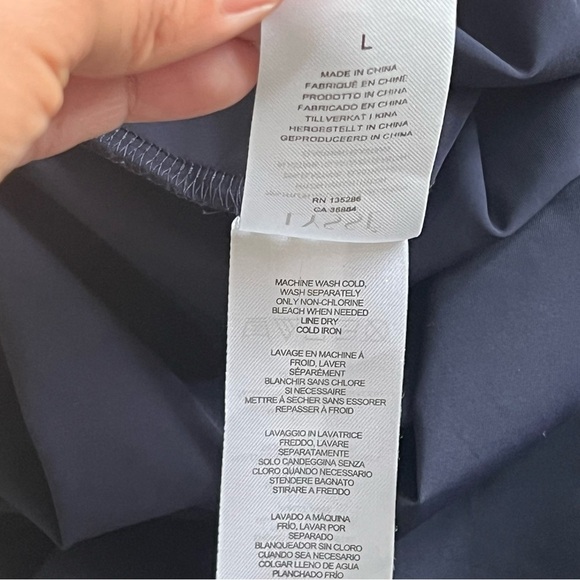 L
MADE IN CHINA
FABRIQUÉ EN CHINE
PRODOTTO IN CHINA
FABRICADO EN CHINA
TILLVERKAT I KINA
HERGESTELLT IN CHINA
GEPRODUCEERD IN CHINA
RN 135286
CA 35884
MACHINE WASH COLD,
WASH SEPARATELY
ONLY NON-CHLORINE
BLEACH WHEN NEEDED
LINE DRY
COLD IRON
LAVAGE EN MACHINE À
FROID, LAVER
SÉPARÉMENT
BLANCHIR SANS CHLORE
SI NECESSAIRE
METTRE Á SECHER SANS ESSORER
REPASSER À FROID
LAVAGGIO IN LAVATRICE
FREDDO, LAVARE
SEPARATAMENTE
SOLO CANDEGGINA SENZA
CLORO QUANDO NECESSARIO
STENDERE BAGNATO
STIRARE A FREDDO
LAVADO A MÁQUINA
FRÍO, LAVAR POR
SEPARADO
BLANQUEADOR SIN CLORO
CUANDO SEA NECESSARIO
COLGAR LLENO DE AGUA
PLANCHADO FRÍO